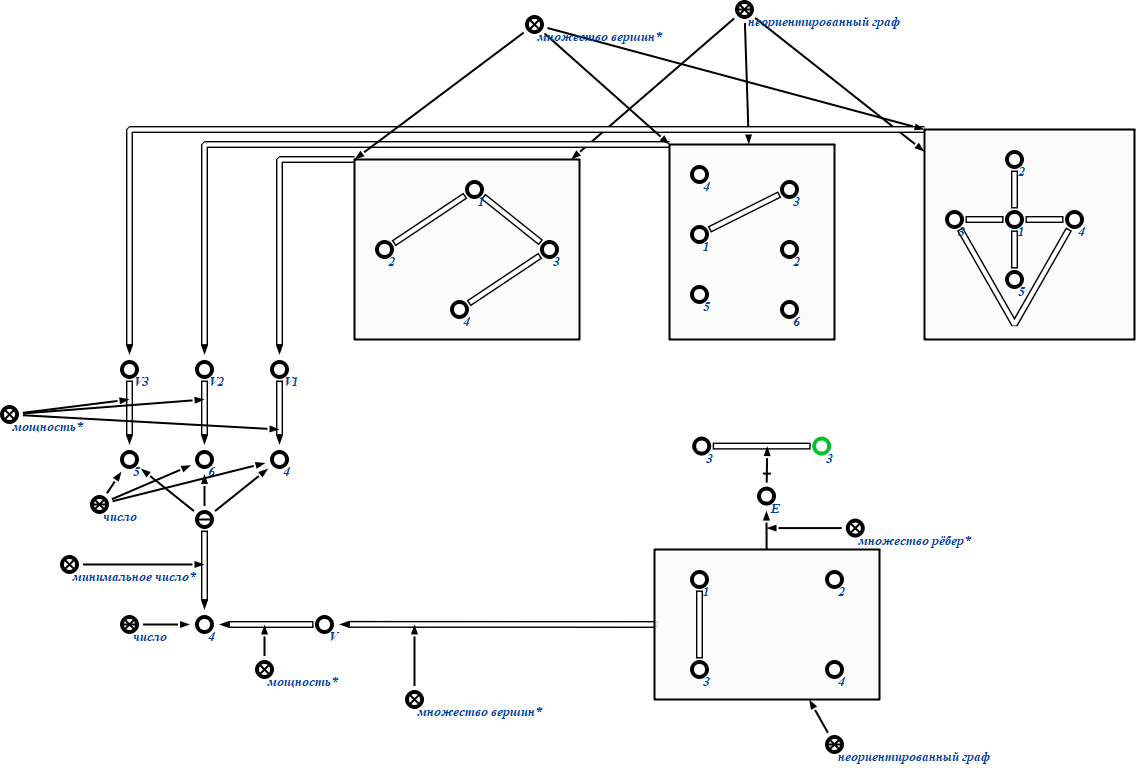 неориентированный граф
множество вершин*
2
3
1
4
5
4
3
1
2
5
6
1
2
3
4
V3
V2
V1
мощность*
5
6
4
3
3
число
E
множество рёбер*
минимальное число*
1
2
3
4
число
4
V
мощность*
множество вершин*
неориентированный граф